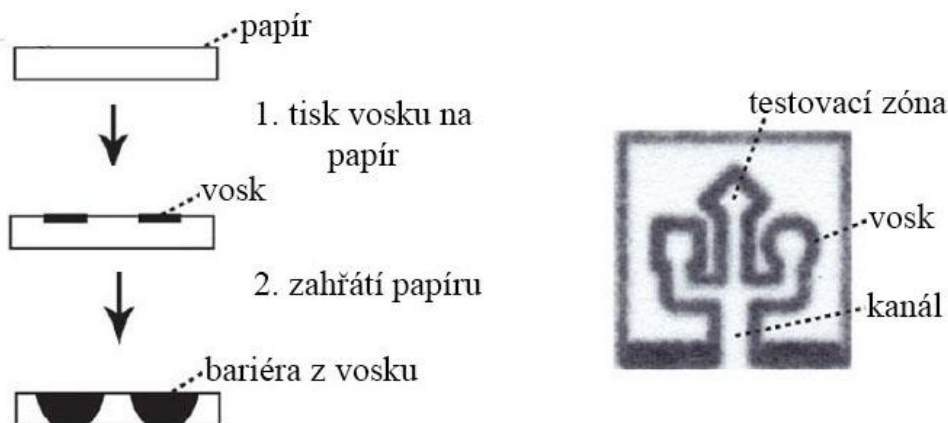 papír
1. tisk vosku na
papír
vosk
2. zahřátí papíru
bariéra z vosku
testovací zóna
vosk
kanál